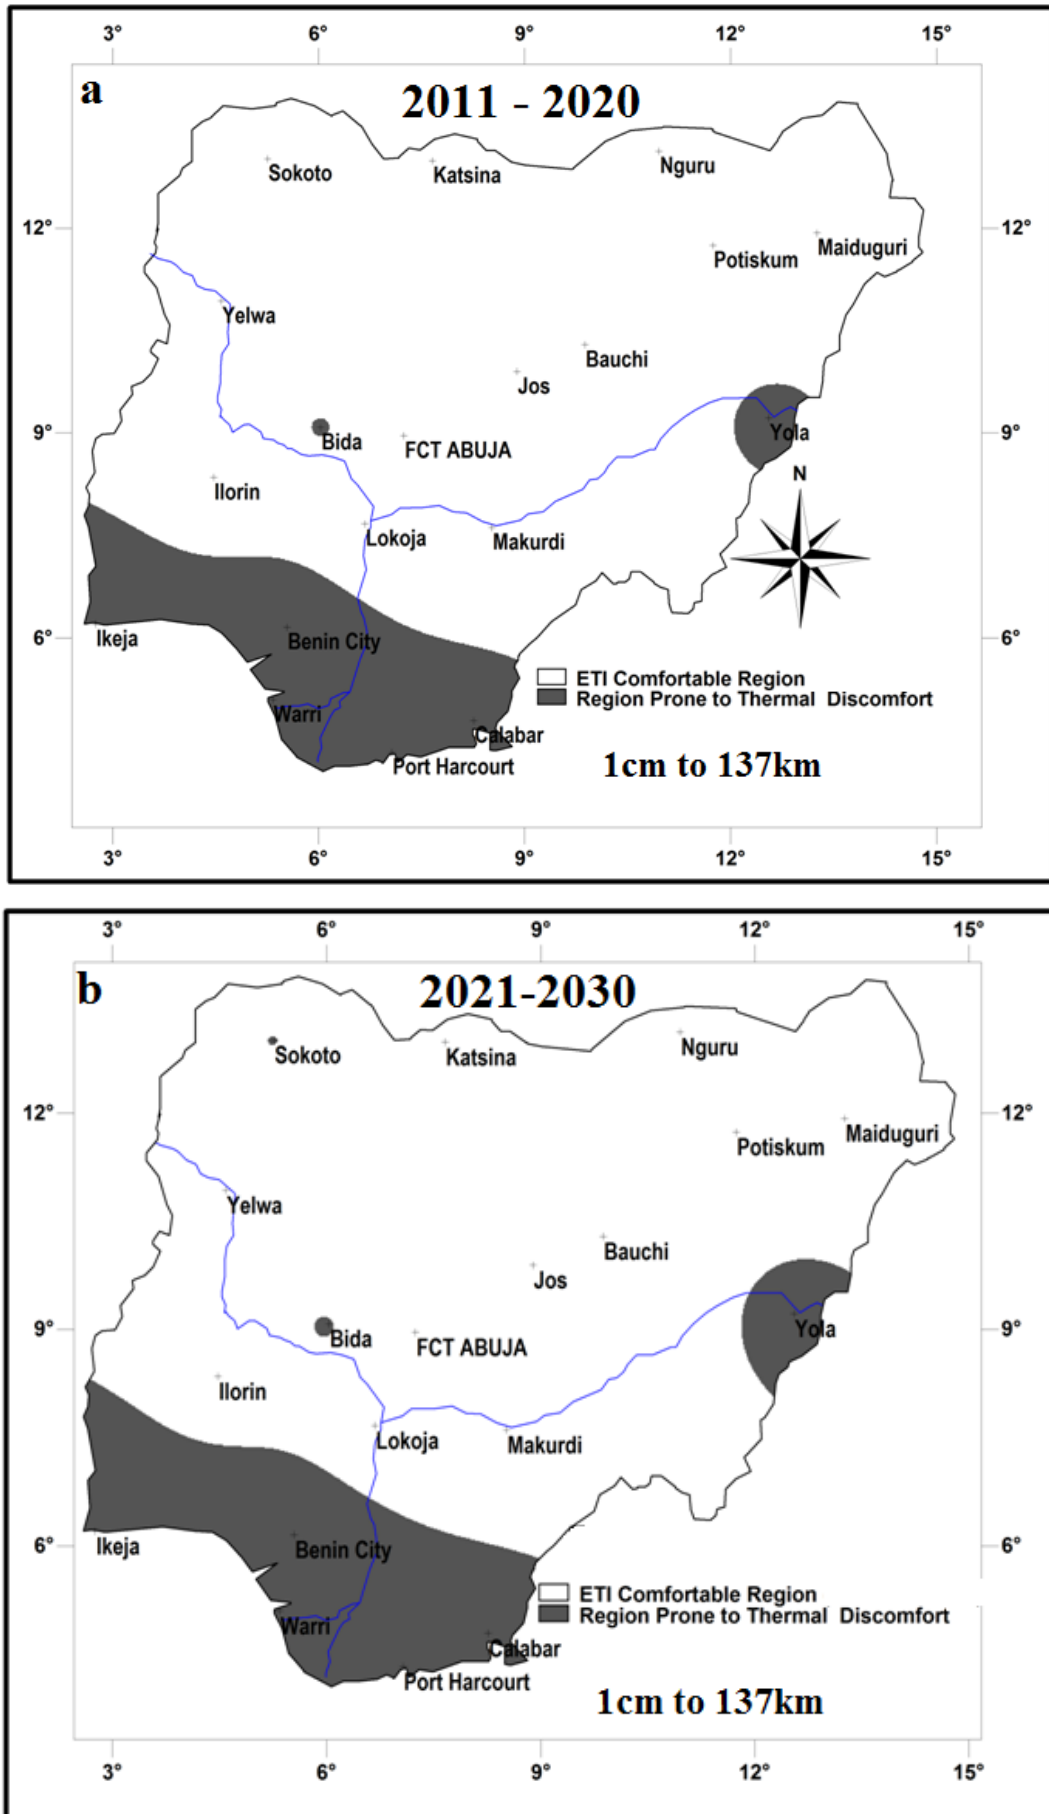 3° 6° 9° 12° 15°
a
2011 - 2020
Sokoto
Katsina
Nguru
12° 12°
Potiskum
Maiduguri
Yelwa
Jos
Bauchi
9° 9°
Bida
FCT ABUJA
Yola
N
Ilorin
Lokoja
Makurdi
6° 6°
Ikeja
Benin City
ETI Comfortable Region
Region Prone to Thermal Discomfort
Warri
Calabar
Port Harcourt
1cm to 137km
3° 6° 9° 12° 15°
3° 6° 9° 12° 15°
b
2021-2030
Sokoto
Katsina
Nguru
12° 12°
Potiskum
Maiduguri
Yelwa
Jos
Bauchi
9° 9°
Bida
FCT ABUJA
Yola
Ilorin
Lokoja
Makurdi
6° 6°
Ikeja
Benin City
ETI Comfortable Region
Region Prone to Thermal Discomfort
Warri
Calabar
Port Harcourt
1cm to 137km
3° 6° 9° 12° 15°